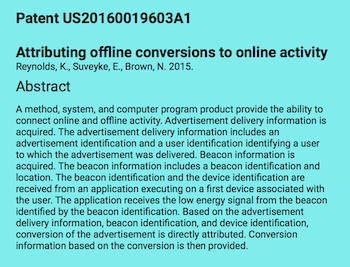 Patent US20160019603A1
Attributing offline conversions to online activity
Reynolds, K., Suveyke, E., Brown, N. 2015.
Abstract
A method, system, and computer program product provide the ability to
connect online and offline activity. Advertisement delivery information is
acquired. The advertisement delivery information includes an
advertisement identification and a user identification identifying a user
to which the advertisement was delivered. Beacon information is
acquired. The beacon information includes a beacon identification and
location. The beacon identification and the device identification are
received from an application executing on a first device associated with
the user. The application receives the low energy signal from the beacon
identified by the beacon identification. Based on the advertisement
delivery information, beacon identification, and device identification,
conversion of the advertisement is directly attributed. Conversion
information based on the conversion is then provided.